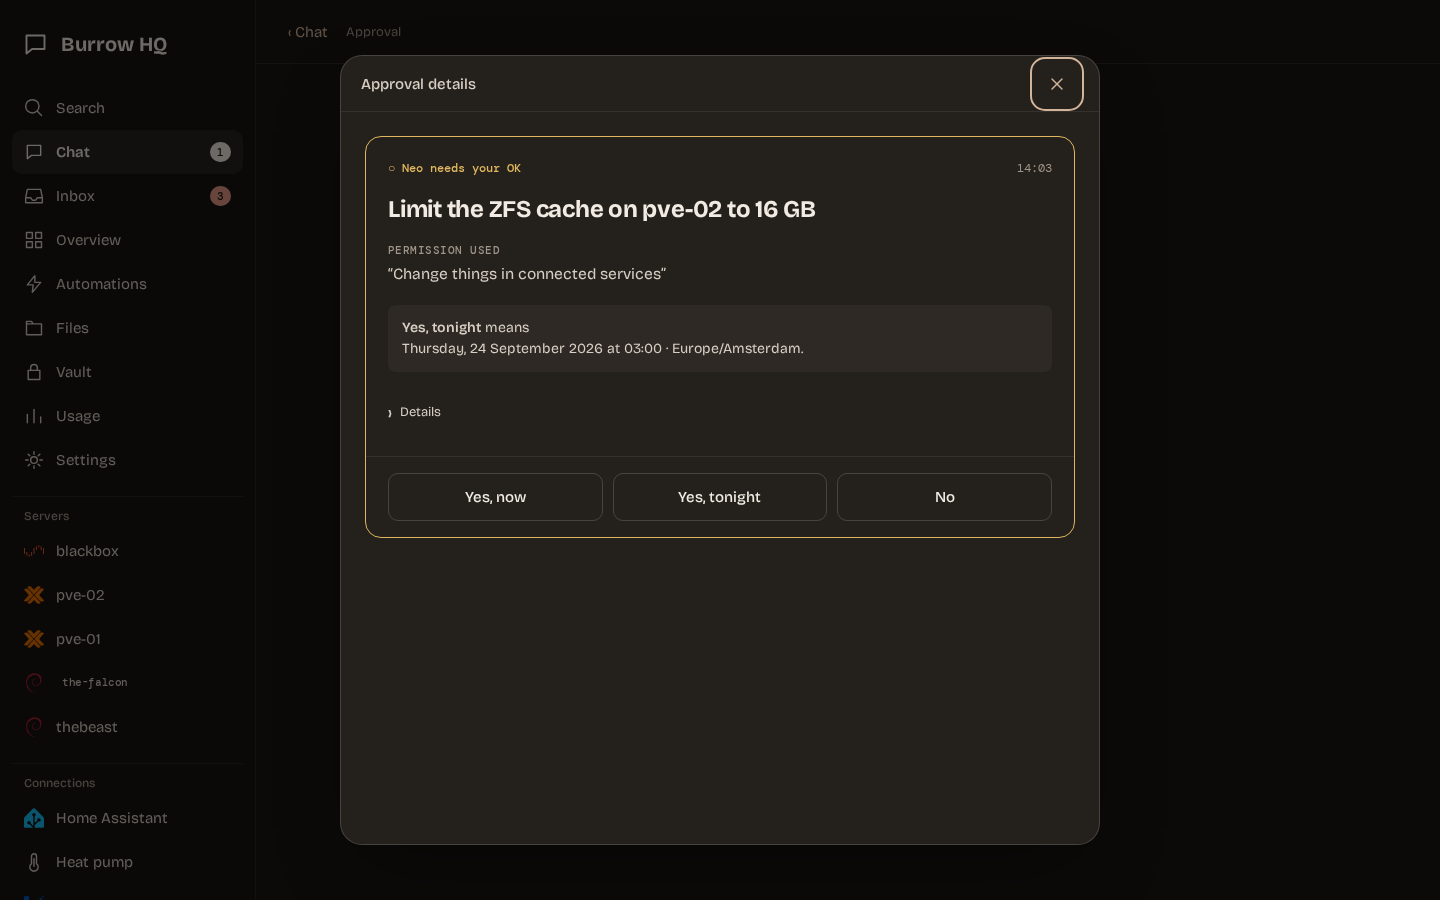 Burrow HQ
‹ Chat
Approval
Search
Chat
1
Inbox
3
Overview
Automations
Files
Vault
Usage
Settings
Servers
blackbox
pve-02
pve-01
the-falcon
thebeast
Connections
Home Assistant
Heat pump
Approval details
○ Neo needs your OK
14:03
Limit the ZFS cache on pve-02 to 16 GB
PERMISSION USED
“Change things in connected services”
Yes, tonight means
Thursday, 24 September 2026 at 03:00 · Europe/Amsterdam.
› Details
Yes, now
Yes, tonight
No